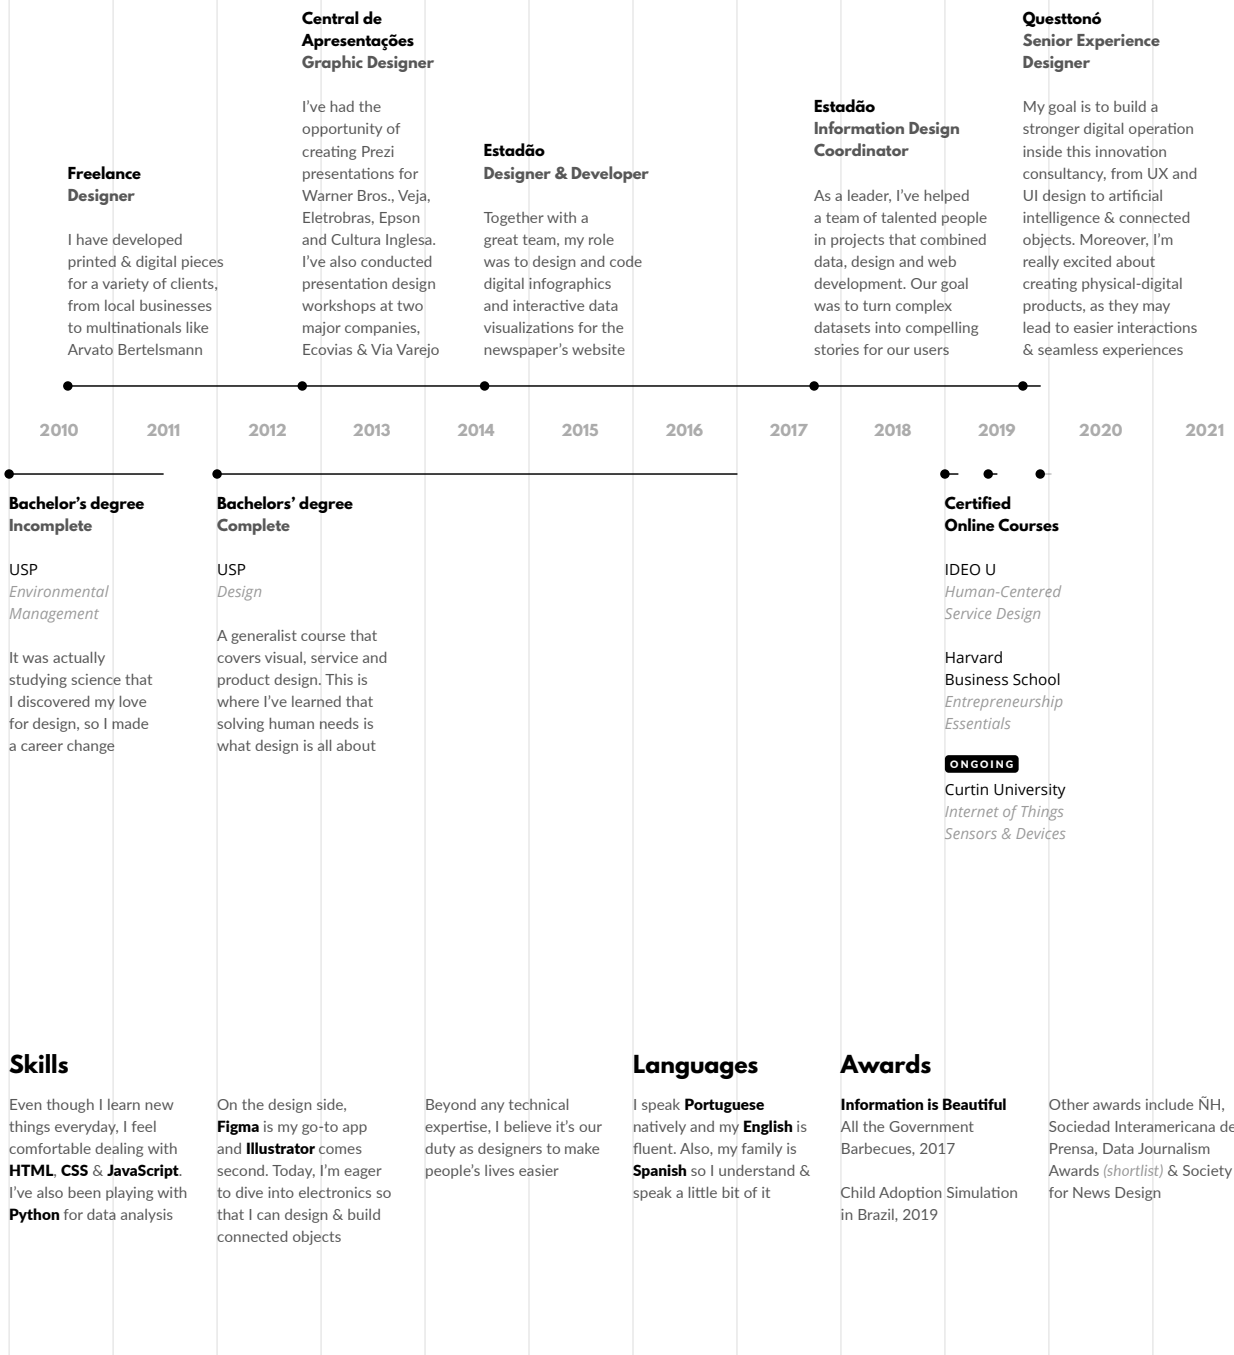 Freelance
Designer
I have developed
printed & digital pieces
for a variety of clients,
from local businesses
to multinationals like
Arvato Bertelsmann
Central de
Apresentações
Graphic Designer
I've had the
opportunity of
creating Prezi
presentations for
Warner Bros., Veja,
Eletrobras, Epson
and Cultura Inglesa.
I've also conducted
presentation design
workshops at two
major companies,
Ecovias & Via Varejo
Estadão
Designer & Developer
Together with a
great team, my role
was to design and code
digital infographics
and interactive data
visualizations for the
newspaper's website
Estadão
Information Design
Coordinator
As a leader, I've helped
a team of talented people
in projects that combined
data, design and web
development. Our goal
was to turn complex
datasets into compelling
stories for our users
Questtonó
Senior Experience
Designer
My goal is to build a
stronger digital operation
inside this innovation
consultancy, from UX and
UI design to artificial
intelligence & connected
objects. Moreover, I'm
really excited about
creating physical-digital
products, as they may
lead to easier interactions
& seamless experiences
2010 2011 2012 2013 2014 2015 2016 2017 2018 2019 2020 2021
Bachelor's degree
Incomplete
USP
Environmental
Management
It was actually
studying science that
I discovered my love
for design, so I made
a career change
Bachelors' degree
Complete
USP
Design
A generalist course that
covers visual, service and
product design. This is
where I've learned that
solving human needs is
what design is all about
Certified
Online Courses
IDEO U
Human-Centered
Service Design
Harvard
Business School
Entrepreneurship
Essentials
ONGOING
Curtin University
Internet of Things
Sensors & Devices
Skills
Even though I learn new
things everyday, I feel
comfortable dealing with
HTML, CSS & JavaScript.
I've also been playing with
Python for data analysis
On the design side,
Figma is my go-to app
and Illustrator comes
second. Today, I'm eager
to dive into electronics so
that I can design & build
connected objects
Beyond any technical
expertise, I believe it's our
duty as designers to make
people's lives easier
Languages
I speak Portuguese
natively and my English is
fluent. Also, my family is
Spanish so I understand &
speak a little bit of it
Awards
Information is Beautiful
All the Government
Barbecues, 2017
Child Adoption Simulation
in Brazil, 2019
Other awards include ÑH,
Sociedad Interamericana de
Prensa, Data Journalism
Awards (shortlist) & Society
for News Design